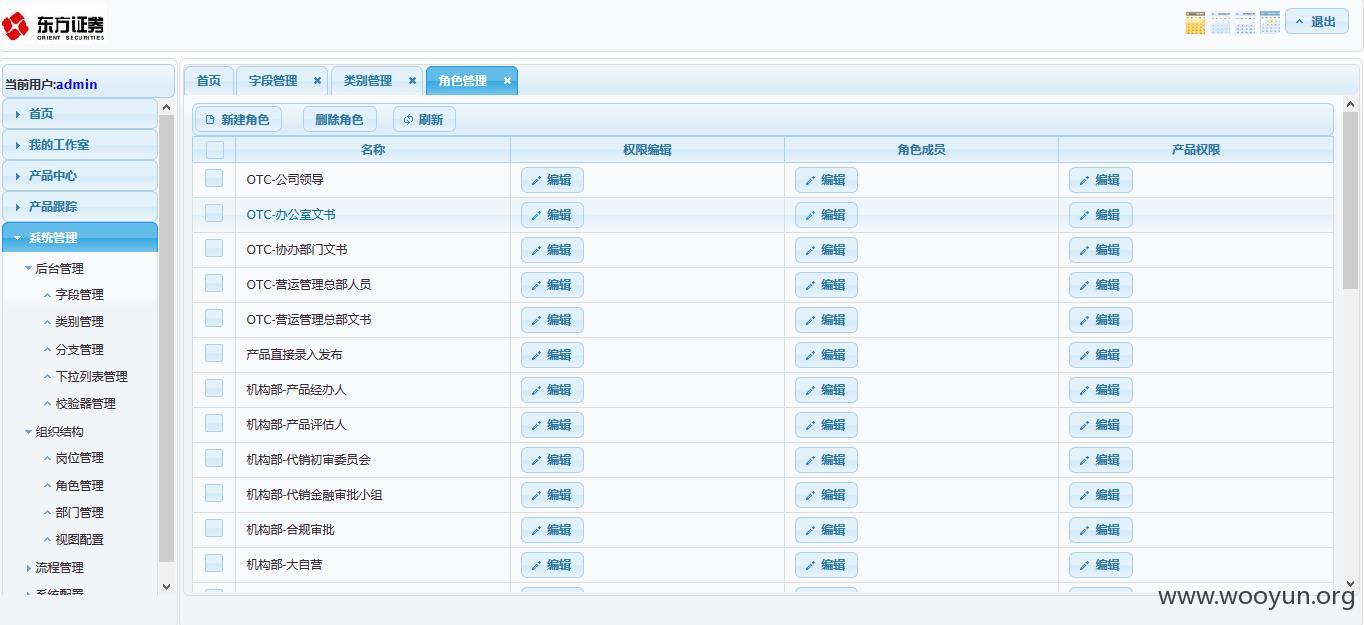 东方证券
ORIENT SECURITIES
退出
当前用户:admin
首页
我的工作室
产品中心
产品跟踪
系统管理
后台管理
字段管理
类别管理
分支管理
下拉列表管理
校验器管理
组织结构
岗位管理
角色管理
部门管理
视图配置
流程管理
系统配置
首页 字段管理 类别管理 角色管理
新建角色 删除角色 刷新
名称 权限编辑 角色成员 产品权限
OTC-公司领导 编辑 编辑 编辑
OTC-办公室文书 编辑 编辑 编辑
OTC-协办部门文书 编辑 编辑 编辑
OTC-营运管理总部人员 编辑 编辑 编辑
OTC-营运管理总部文书 编辑 编辑 编辑
产品直接录入发布 编辑 编辑 编辑
机构部-产品经办人 编辑 编辑 编辑
机构部-产品评估人 编辑 编辑 编辑
机构部-代销初审委员会 编辑 编辑 编辑
机构部-代销金融审批小组 编辑 编辑 编辑
机构部-合规审批 编辑 编辑 编辑
机构部-大自营 编辑 编辑 编辑
www.wooyun.org